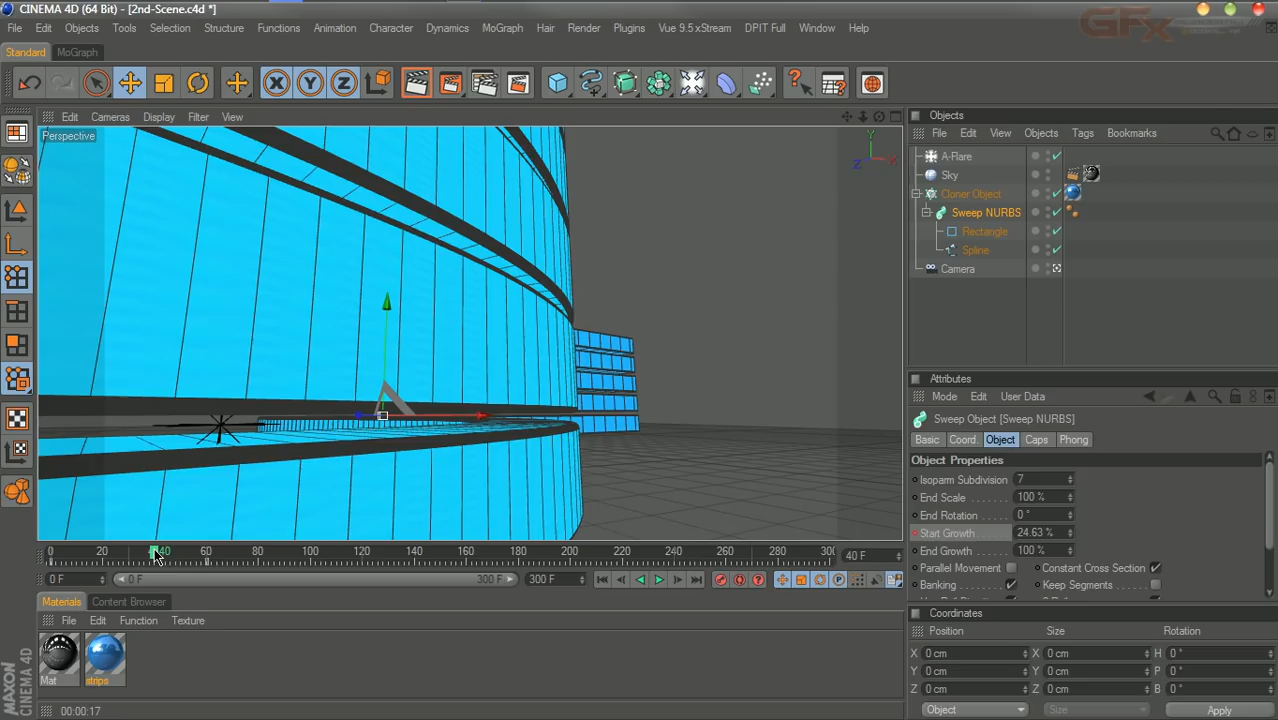 CINEMA 4D (64 Bit) - [2nd-Scene.c4d *]
GFx
File Edit Objects Tools Selection Structure Functions Animation Character Dynamics MoGraph Hair Render Plugins Vue 9.5xStream DPIT Full Window Help
Standard MoGraph
X Y Z
Edit Cameras Display Filter View
Perspective
Y
Z X
Objects
File Edit View Objects Tags Bookmarks
A-Flare
Sky
Cloner Object
Sweep NURBS
Rectangle
Spline
Camera
Attributes
Mode Edit User Data
Sweep Object [Sweep NURBS]
Basic Coord. Object Caps Phong
Object Properties
Isoparm Subdivision 7
End Scale . . . . . . . 100 %
End Rotation . . . . . 0 °
Start Growth 24.63 %
End Growth . . . . . . 100 %
Parallel Movement Constant Cross Section
Banking Keep Segments
0 20 40 60 80 100 120 140 160 180 200 220 240 260 280 300 40 F
0 F 0 F 300 F 300 F P
Materials Content Browser
File Edit Function Texture
Mat strips
Coordinates
Position Size Rotation
X 0 cm X 0 cm H 0 °
Y 0 cm Y 0 cm P 0 °
Z 0 cm Z 0 cm B 0 °
Object Size Apply
MAXON
CINEMA 4D
00:00:17